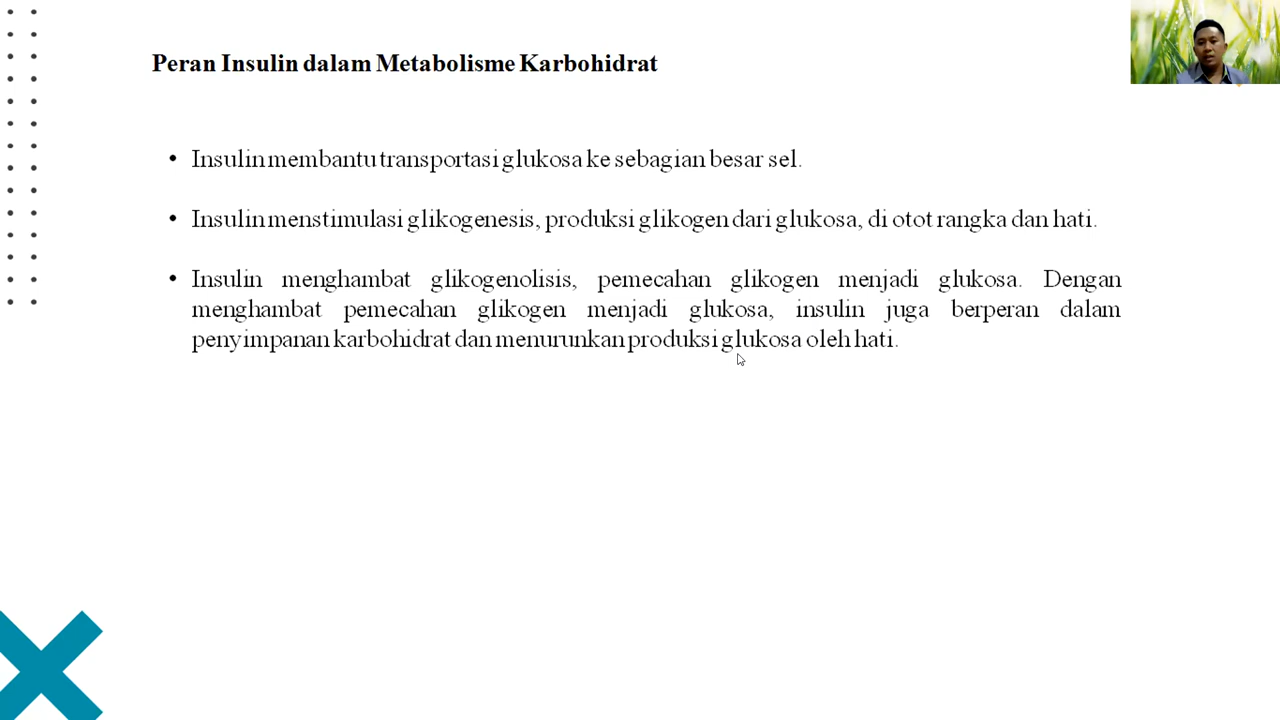 Peran Insulin dalam Metabolisme Karbohidrat
• Insulin membantu transportasi glukosa ke sebagian besar sel.
• Insulin menstimulasi glikogenesis, produksi glikogen dari glukosa, di otot rangka dan hati.
• Insulin menghambat glikogenolisis, pemecahan glikogen menjadi glukosa. Dengan
menghambat pemecahan glikogen menjadi glukosa, insulin juga berperan dalam
penyimpanan karbohidrat dan menurunkan produksi glukosa oleh hati.